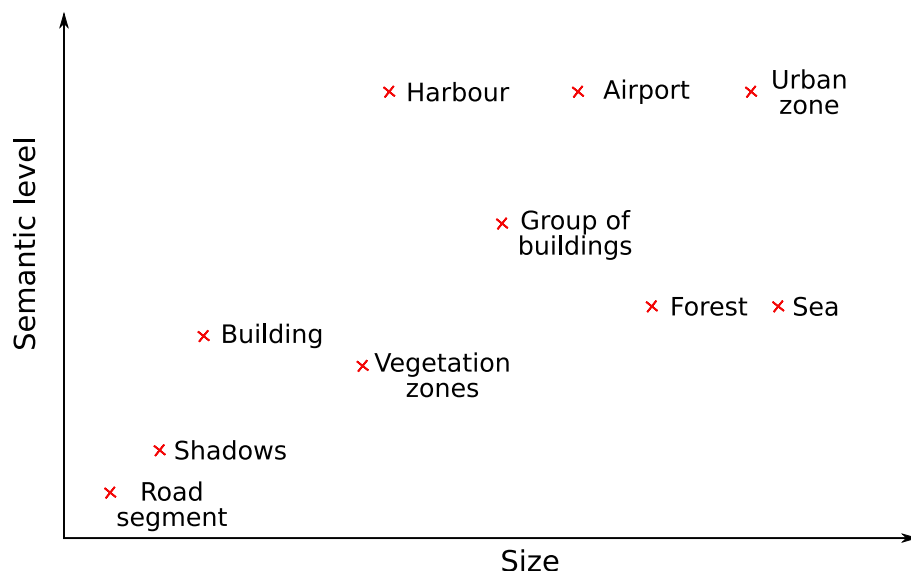 Harbour
Airport
Urban
zone
Group of
buildings
Semantic level
Forest
Sea
Building
Vegetation
zones
Shadows
Road
segment
Size